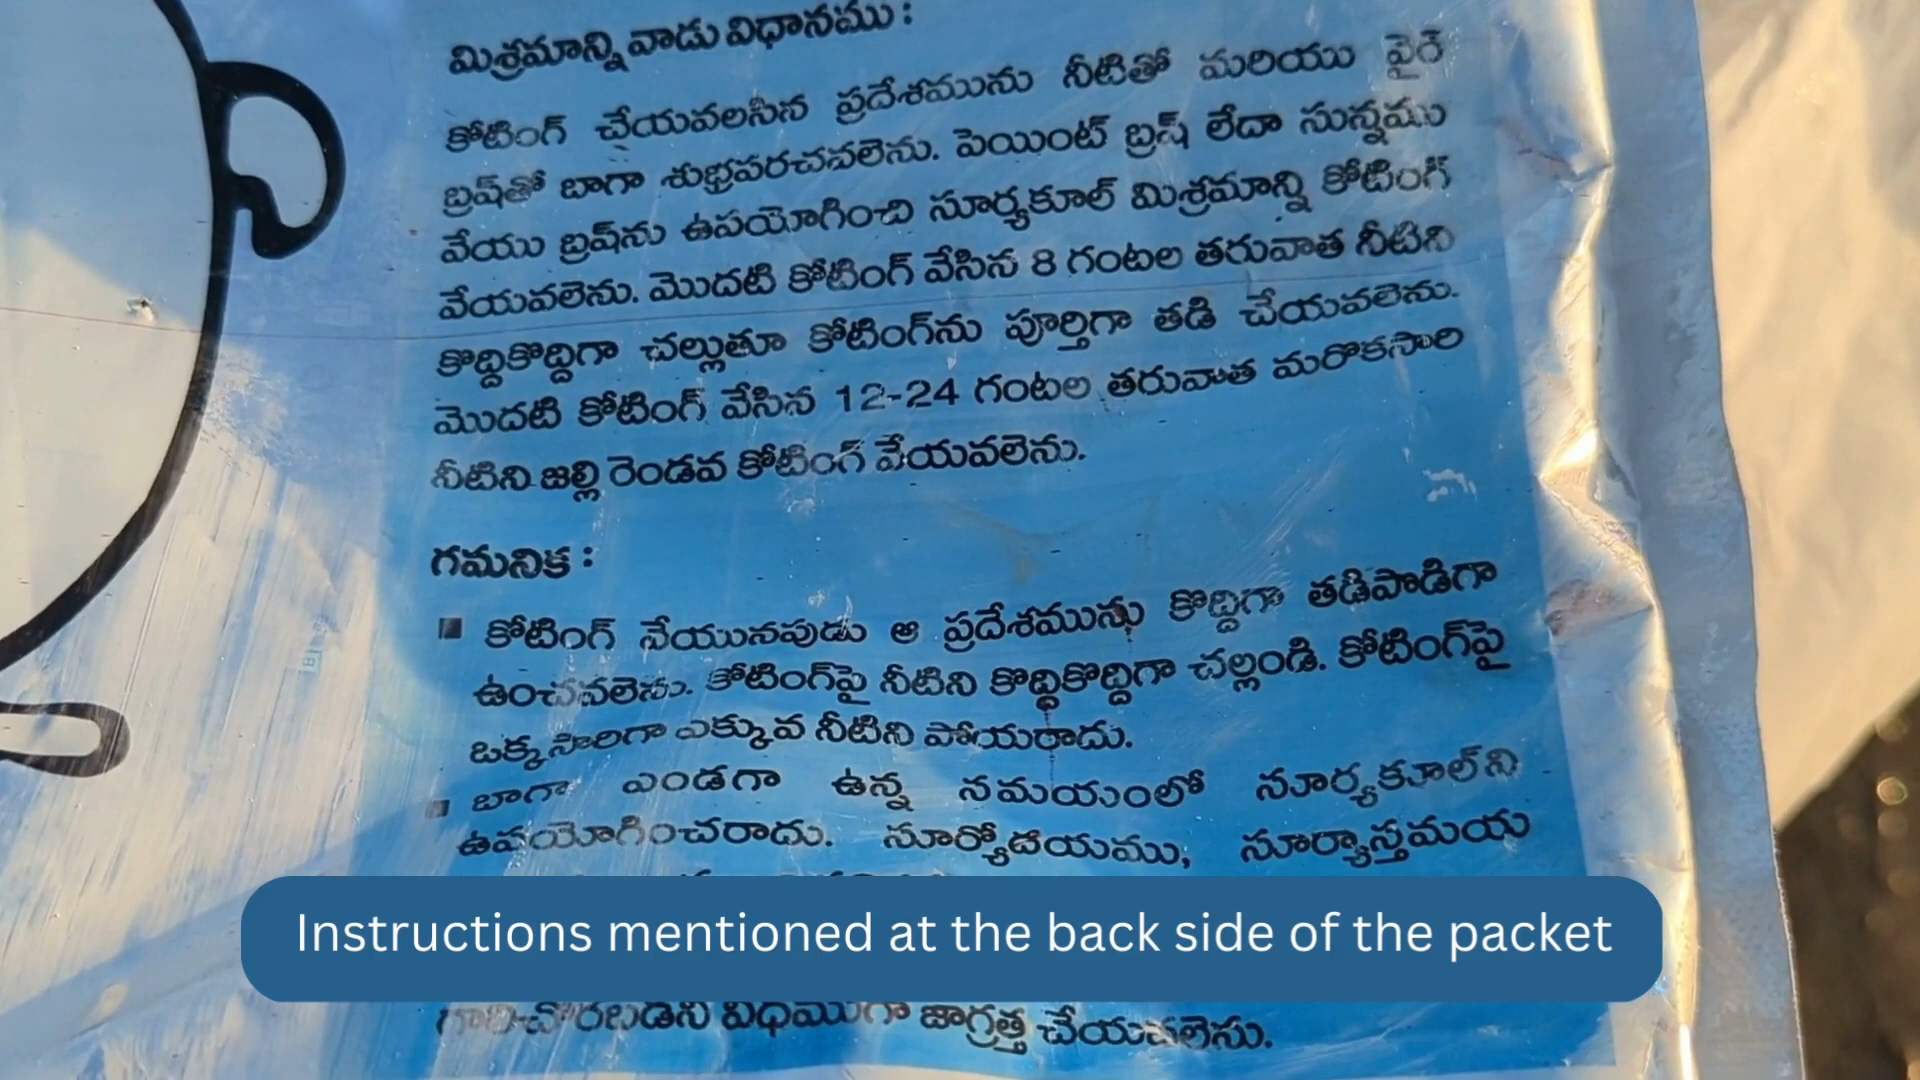 మిశ్రమాన్ని వాడు విధానము :
కోటింగ్ చేయవలసిన ప్రదేశమును నీటితో మరియు వైర్
బ్రష్‌తో బాగా శుభ్రపరచవలెను. పెయింట్ బ్రష్ లేదా సున్నము
వేయు బ్రష్‌ను ఉపయోగించి సూర్యకూల్ మిశ్రమాన్ని కోటింగ్
వేయవలెను. మొదటి కోటింగ్ వేసిన 8 గంటల తరువాత నీటిని
కొద్దికొద్దిగా చల్లుతూ కోటింగ్‌ను పూర్తిగా తడి చేయవలెను.
మొదటి కోటింగ్ వేసిన 12-24 గంటల తరువాత మరొకసారి
నీటిని జల్లి రెండవ కోటింగ్ వేయవలెను.
గమనిక :
కోటింగ్ వేయునపుడు ఆ ప్రదేశమును కొద్దిగా తడిపొడిగా
ఉంచవలెను. కోటింగ్‌పై నీటిని కొద్దికొద్దిగా చల్లండి. కోటింగ్‌పై
ఒక్కసారిగా ఎక్కువ నీటిని పోయరాదు.
బాగా ఎండగా ఉన్న సమయంలో సూర్యకూల్‌ని
ఉపయోగించరాదు. సూర్యోదయము, సూర్యాస్తమయ
Instructions mentioned at the back side of the packet
గాలిచొరబడని విధముగా జాగ్రత్త చేయవలెను.